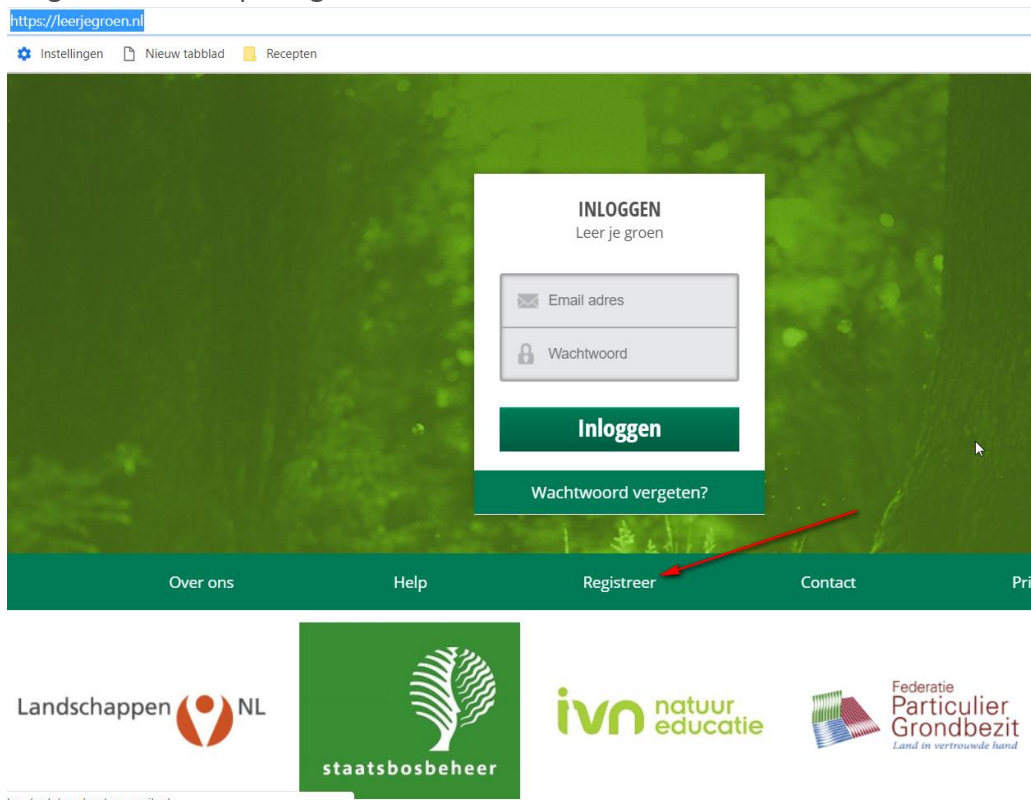 https://leerjegroen.nl
Instellingen Nieuw tabblad Recepten
INLOGGEN
Leer je groen
Email adres
Wachtwoord
Inloggen
Wachtwoord vergeten?
Over ons Help Registreer Contact Pri
Landschappen NL
staatsbosbeheer
ivn natuur
educatie
Federatie
Particulier
Grondbezit
Land in vertrouwde hand